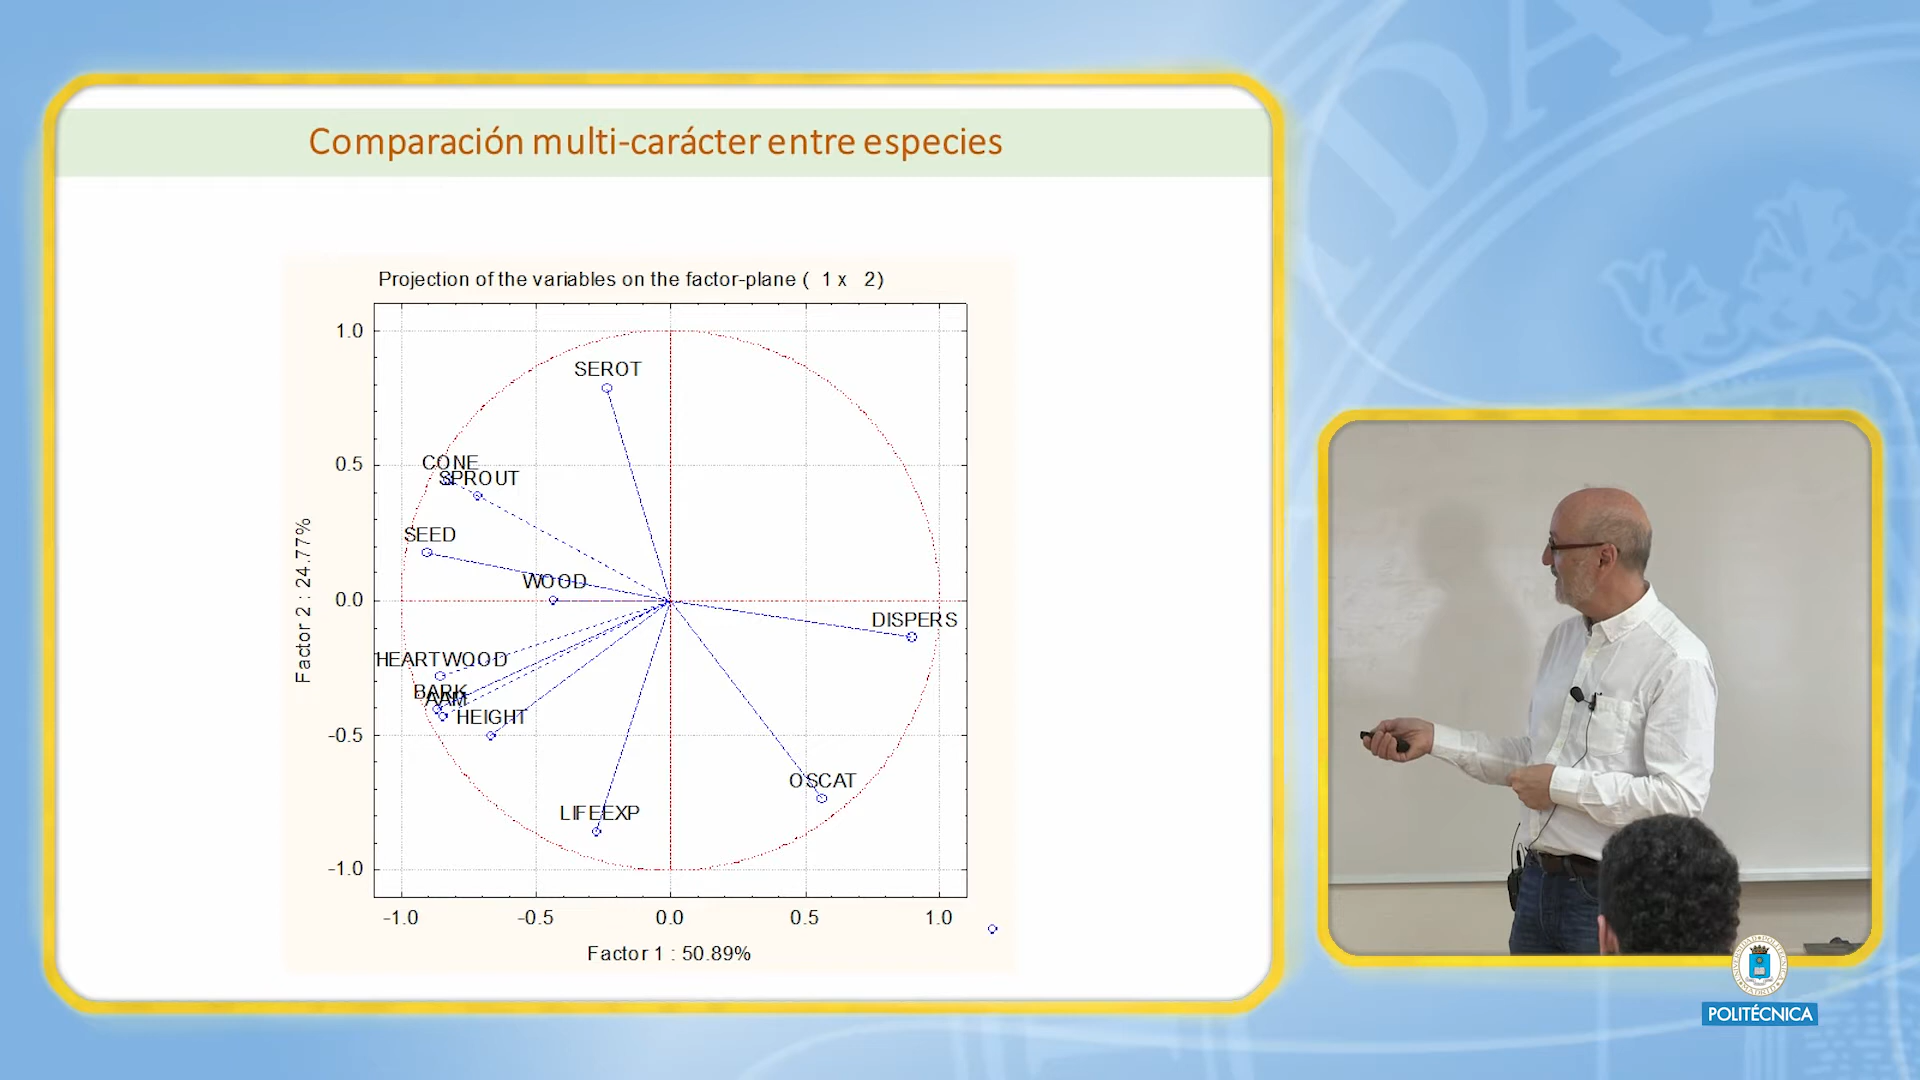 Comparación multi-carácter entre especies
Projection of the variables on the factor-plane ( 1 x 2)
1.0
SEROT
0.5
CONE
SPROUT
SEED
WOOD
0.0
DISPERS
HEARTWOOD
BARK
AAM
HEIGHT
-0.5
OSCAT
LIFEEXP
-1.0
Factor 2 : 24.77%
-1.0 -0.5 0.0 0.5 1.0
Factor 1 : 50.89%
POLITÉCNICA